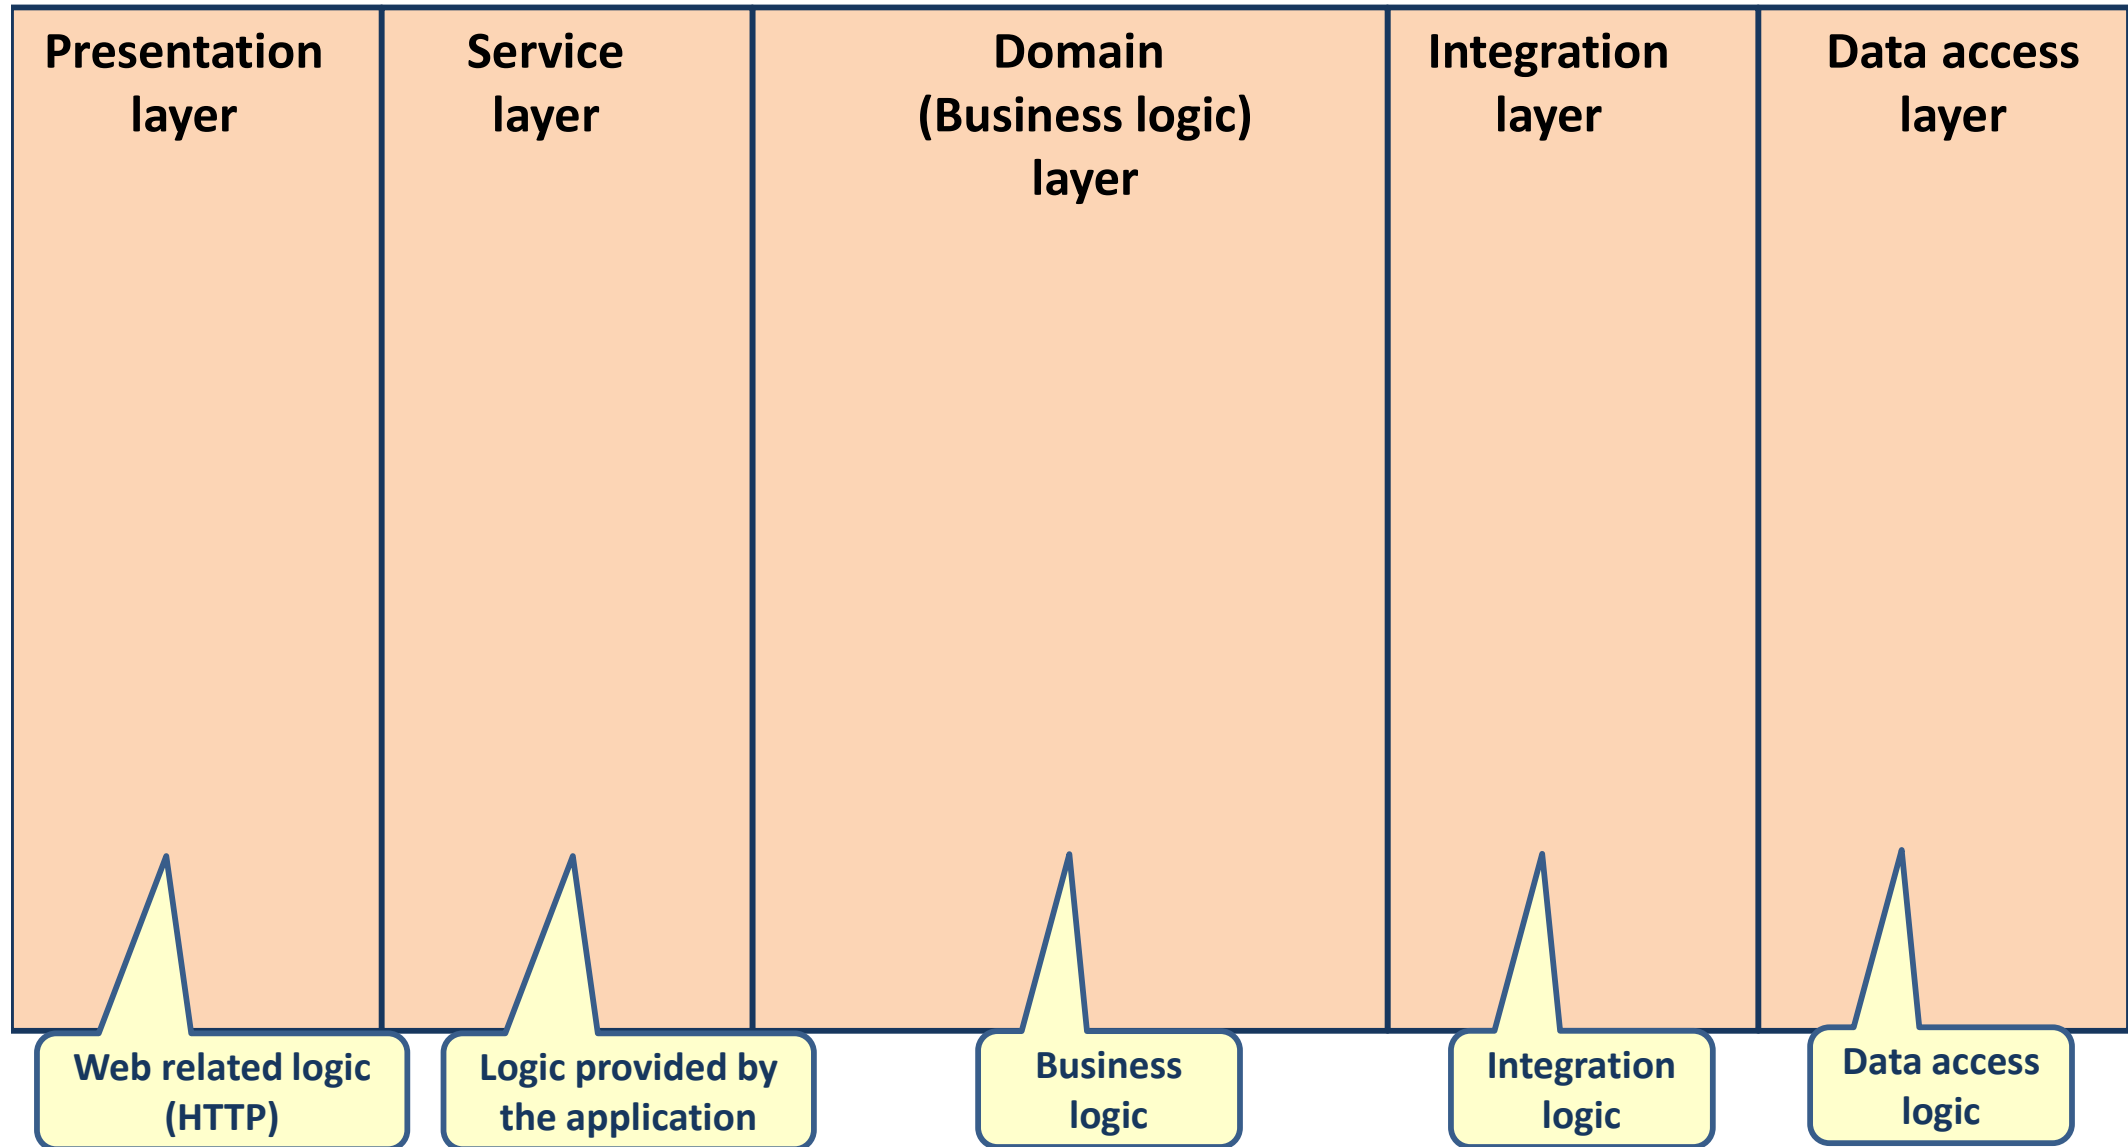 Presentation
layer
Service
layer
Domain
(Business logic)
layer
Integration
layer
Data access
layer
Web related logic
(HTTP)
Logic provided by
the application
Business
logic
Integration
logic
Data access
logic